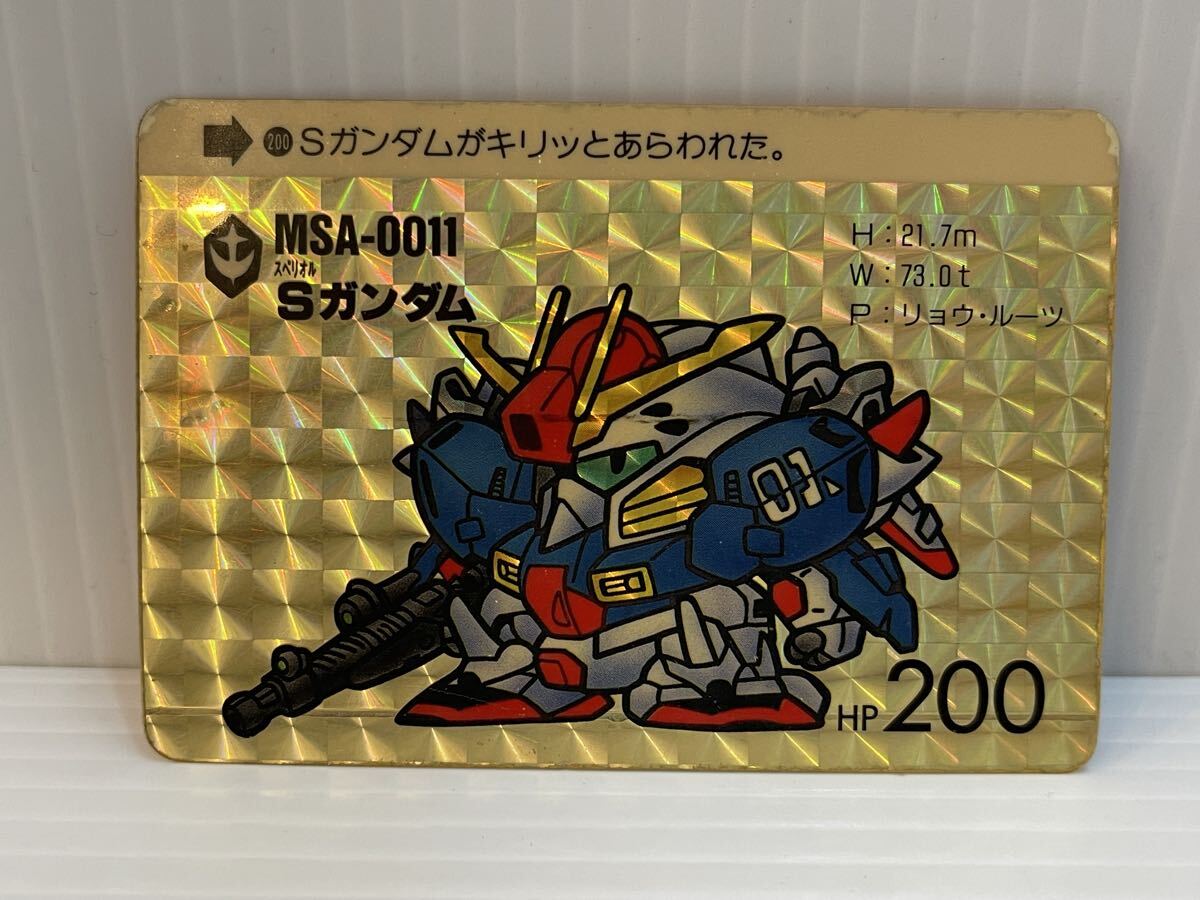 200 Sガンダムがキリッとあらわれた。
MSA-0011
スペリオル
Sガンダム
H:21.7m
W:73.0t
P:リョウ・ルーツ
01
HP 200